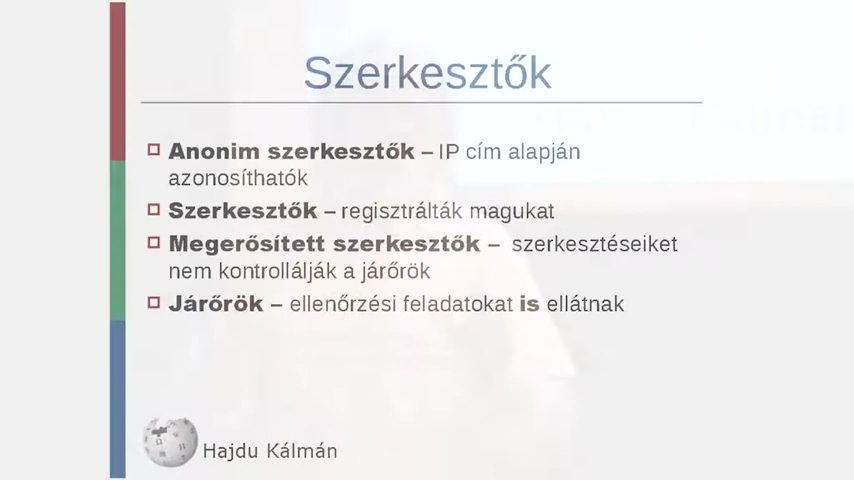 Szerkesztők
Anonim szerkesztők – IP cím alapján
azonosíthatók
Szerkesztők – regisztrálták magukat
Megerősített szerkesztők – szerkesztéseiket
nem kontrollálják a járőrök
Járőrök – ellenőrzési feladatokat is ellátnak
Hajdu Kálmán